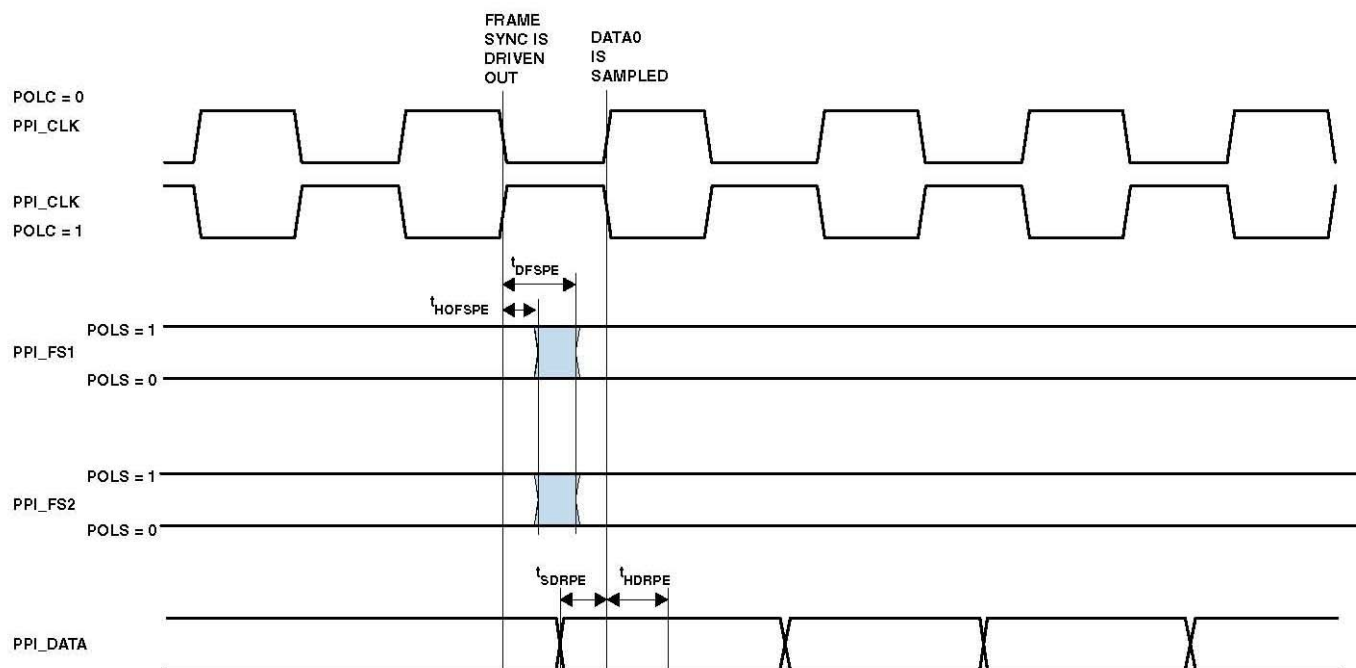 FRAME
SYNC IS
DRIVEN
OUT
DATA0
IS
SAMPLED
POLC = 0
PPI_CLK
PPI_CLK
POLC = 1
tDFSPE
tHOFSPE
POLS = 1
PPI_FS1
POLS = 0
POLS = 1
PPI_FS2
POLS = 0
tSDRPE
tHDRPE
PPI_DATA